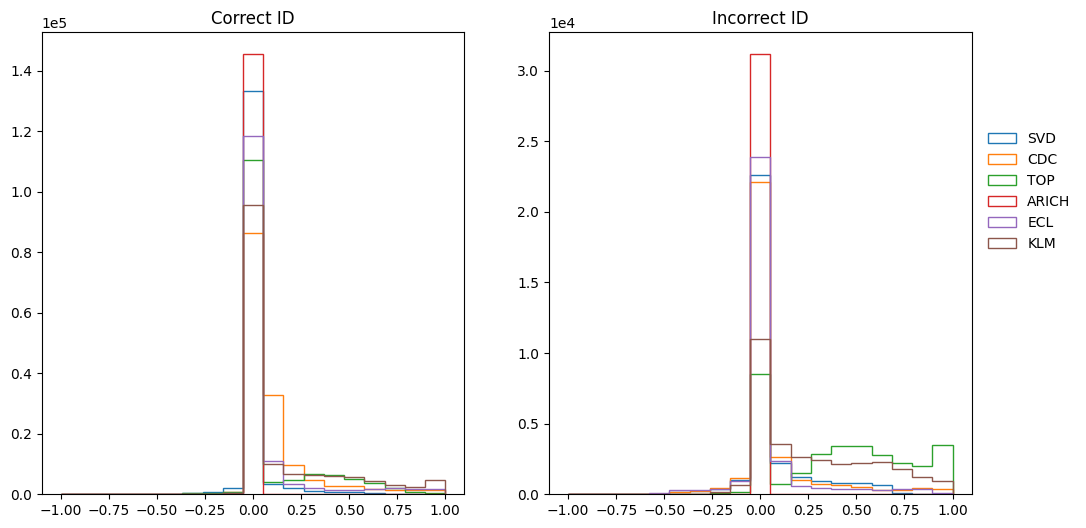 Correct ID
1e5
1.4
1.2
1.0
0.8
0.6
0.4
0.2
0.0
−1.00 −0.75 −0.50 −0.25 0.00 0.25 0.50 0.75 1.00
Incorrect ID
1e4
3.0
2.5
2.0
1.5
1.0
0.5
0.0
−1.00 −0.75 −0.50 −0.25 0.00 0.25 0.50 0.75 1.00
SVD
CDC
TOP
ARICH
ECL
KLM